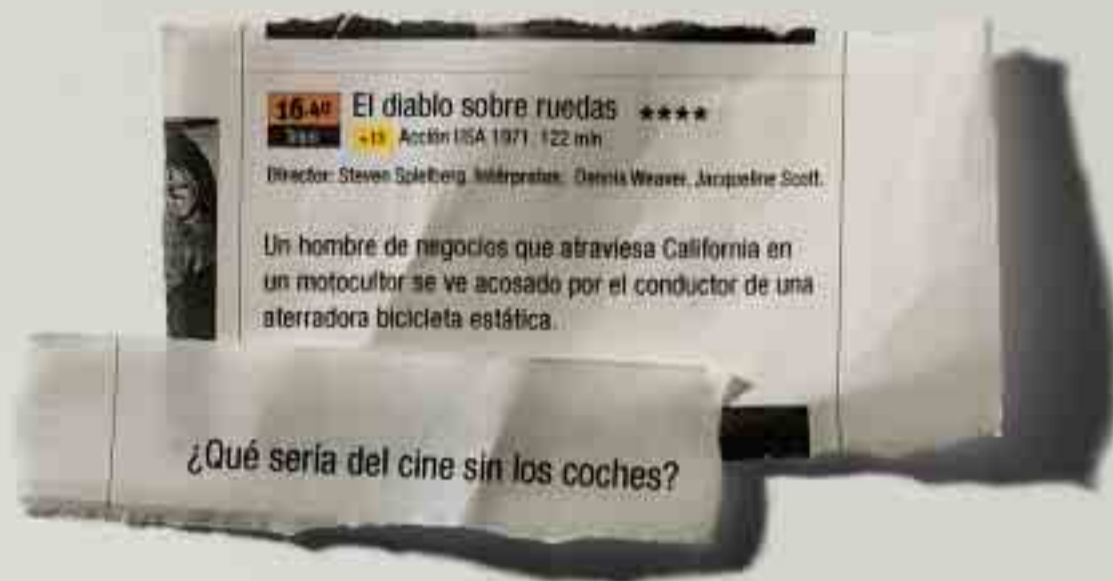 16.40 El diablo sobre ruedas ★★★★
+13 Acción USA 1971 122 min
Director: Steven Spielberg. Intérpretes: Dennis Weaver, Jacqueline Scott.
Un hombre de negocios que atraviesa California en
un motocultor se ve acosado por el conductor de una
aterradora bicicleta estática.
¿Qué sería del cine sin los coches?